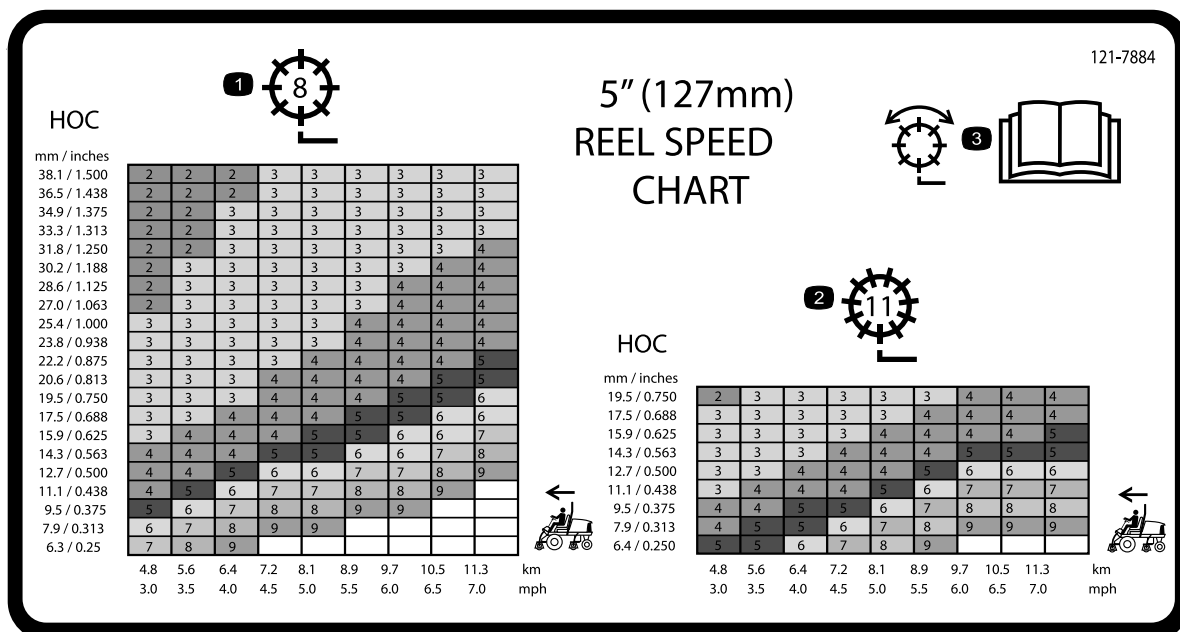 121-7884
1
8
5” (127mm)
REEL SPEED
CHART
3
HOC
mm / inches
38.1 / 1.500 2 2 2 3 3 3 3 3 3
36.5 / 1.438 2 2 2 3 3 3 3 3 3
34.9 / 1.375 2 2 3 3 3 3 3 3 3
33.3 / 1.313 2 2 3 3 3 3 3 3 3
31.8 / 1.250 2 2 3 3 3 3 3 3 4
30.2 / 1.188 2 3 3 3 3 3 3 4 4
28.6 / 1.125 2 3 3 3 3 3 4 4 4
27.0 / 1.063 2 3 3 3 3 3 4 4 4
25.4 / 1.000 3 3 3 3 3 4 4 4 4
23.8 / 0.938 3 3 3 3 3 4 4 4 4
22.2 / 0.875 3 3 3 3 4 4 4 4 5
20.6 / 0.813 3 3 3 4 4 4 4 5 5
19.5 / 0.750 3 3 3 4 4 4 5 5 6
17.5 / 0.688 3 3 4 4 4 5 5 6 6
15.9 / 0.625 3 4 4 4 5 5 6 6 7
14.3 / 0.563 4 4 4 5 5 6 6 7 8
12.7 / 0.500 4 4 5 6 6 7 7 8 9
11.1 / 0.438 4 5 6 7 7 8 8 9
9.5 / 0.375 5 6 7 8 8 9 9
7.9 / 0.313 6 7 8 9 9
6.3 / 0.25 7 8 9
4.8 5.6 6.4 7.2 8.1 8.9 9.7 10.5 11.3 km
3.0 3.5 4.0 4.5 5.0 5.5 6.0 6.5 7.0 mph
2
11
HOC
mm / inches
19.5 / 0.750 2 3 3 3 3 3 4 4 4
17.5 / 0.688 3 3 3 3 3 4 4 4 4
15.9 / 0.625 3 3 3 3 4 4 4 4 5
14.3 / 0.563 3 3 3 4 4 4 5 5 5
12.7 / 0.500 3 3 4 4 4 5 6 6 6
11.1 / 0.438 3 4 4 4 5 6 7 7 7
9.5 / 0.375 4 4 5 5 6 7 8 8 8
7.9 / 0.313 4 5 5 6 7 8 9 9 9
6.4 / 0.250 5 5 6 7 8 9
4.8 5.6 6.4 7.2 8.1 8.9 9.7 10.5 11.3 km
3.0 3.5 4.0 4.5 5.0 5.5 6.0 6.5 7.0 mph